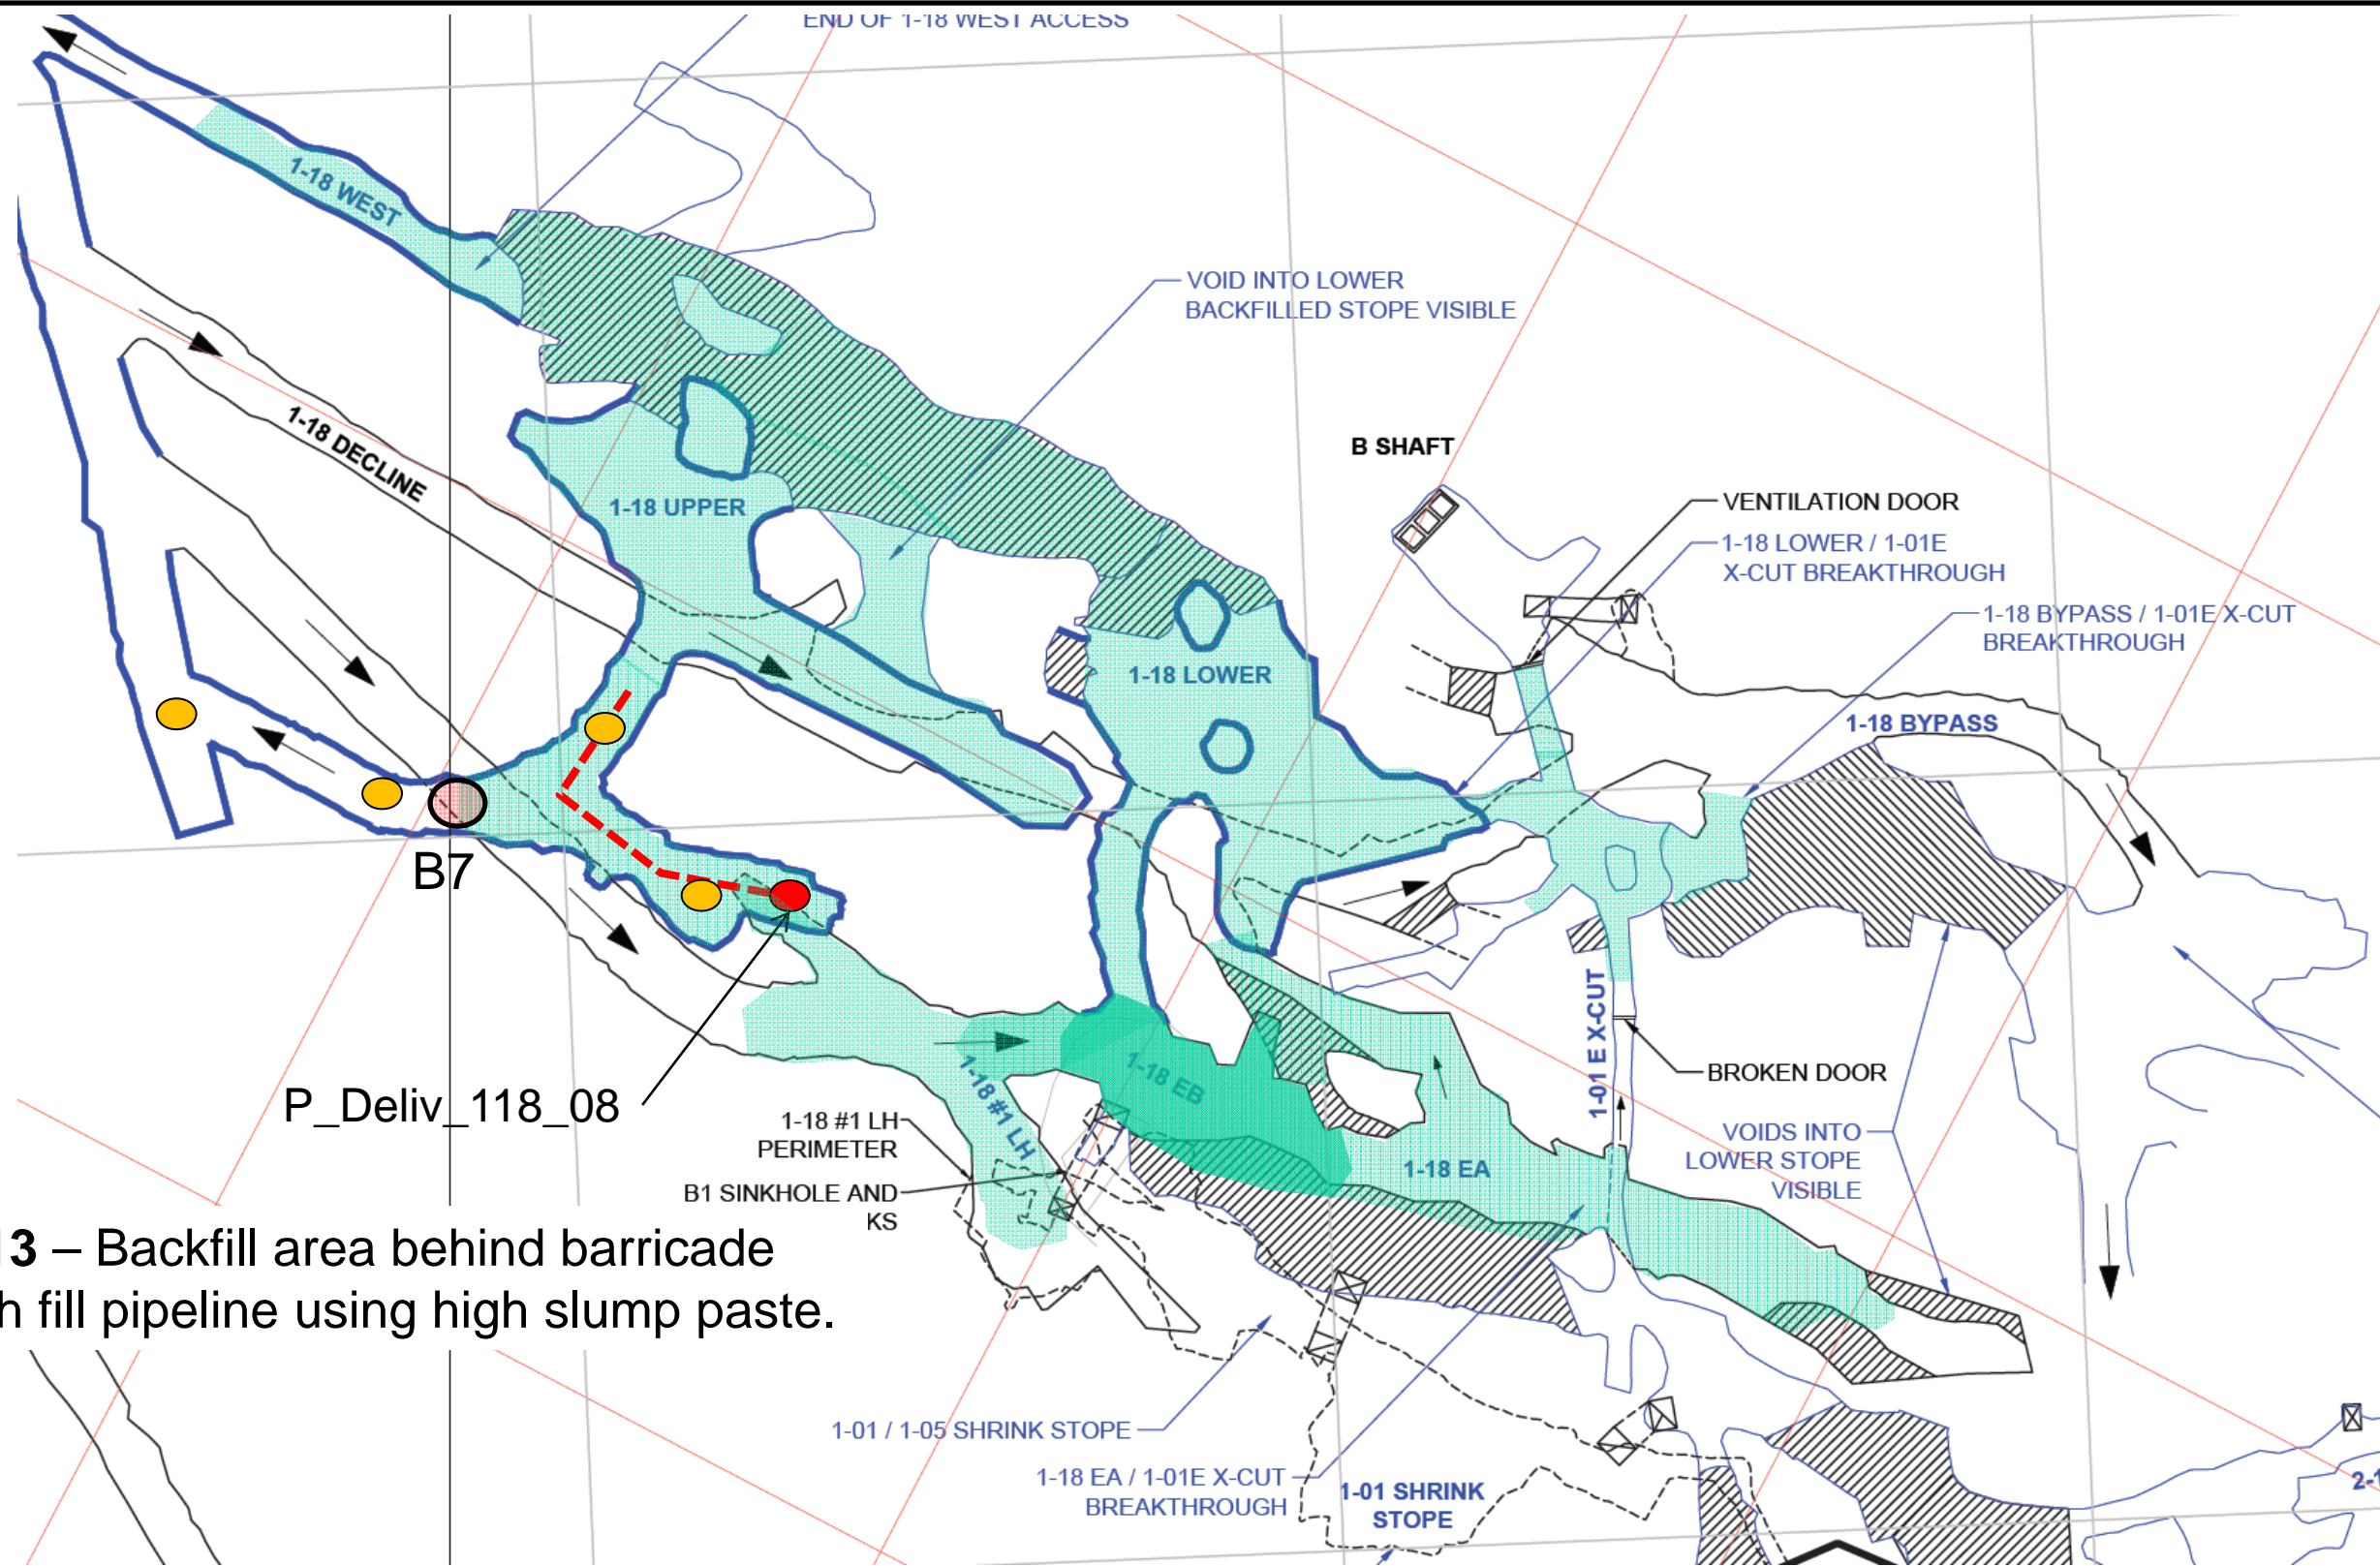 END OF 1-18 WEST ACCESS
1-18 WEST
VOID INTO LOWER
BACKFILLED STOPE VISIBLE
1-18 DECLINE
B SHAFT
1-18 UPPER
VENTILATION DOOR
1-18 LOWER / 1-01E
X-CUT BREAKTHROUGH
1-18 BYPASS / 1-01E X-CUT
BREAKTHROUGH
1-18 LOWER
1-18 BYPASS
B7
1-01 E X-CUT
P_Deliv_118_08
1-18 #1 LH
1-18 EB
BROKEN DOOR
1-18 #1 LH
PERIMETER
B1 SINKHOLE AND
KS
1-18 EA
VOIDS INTO
LOWER STOPE
VISIBLE
13 – Backfill area behind barricade
h fill pipeline using high slump paste.
1-01 / 1-05 SHRINK STOPE
1-18 EA / 1-01E X-CUT
BREAKTHROUGH
1-01 SHRINK
STOPE